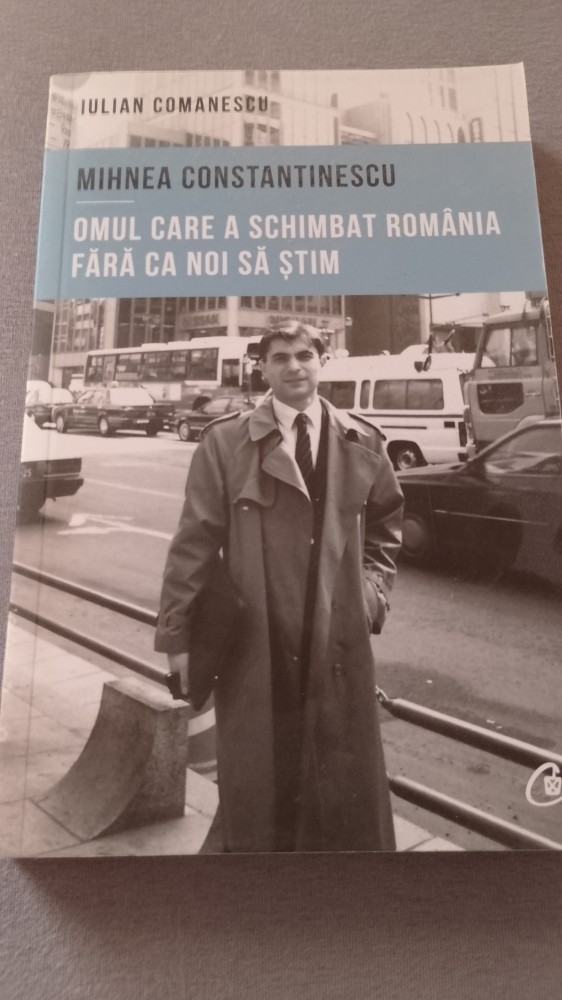 IULIAN COMANESCU
MIHNEA CONSTANTINESCU
OMUL CARE A SCHIMBAT ROMÂNIA
FĂRĂ CA NOI SĂ ȘTIM